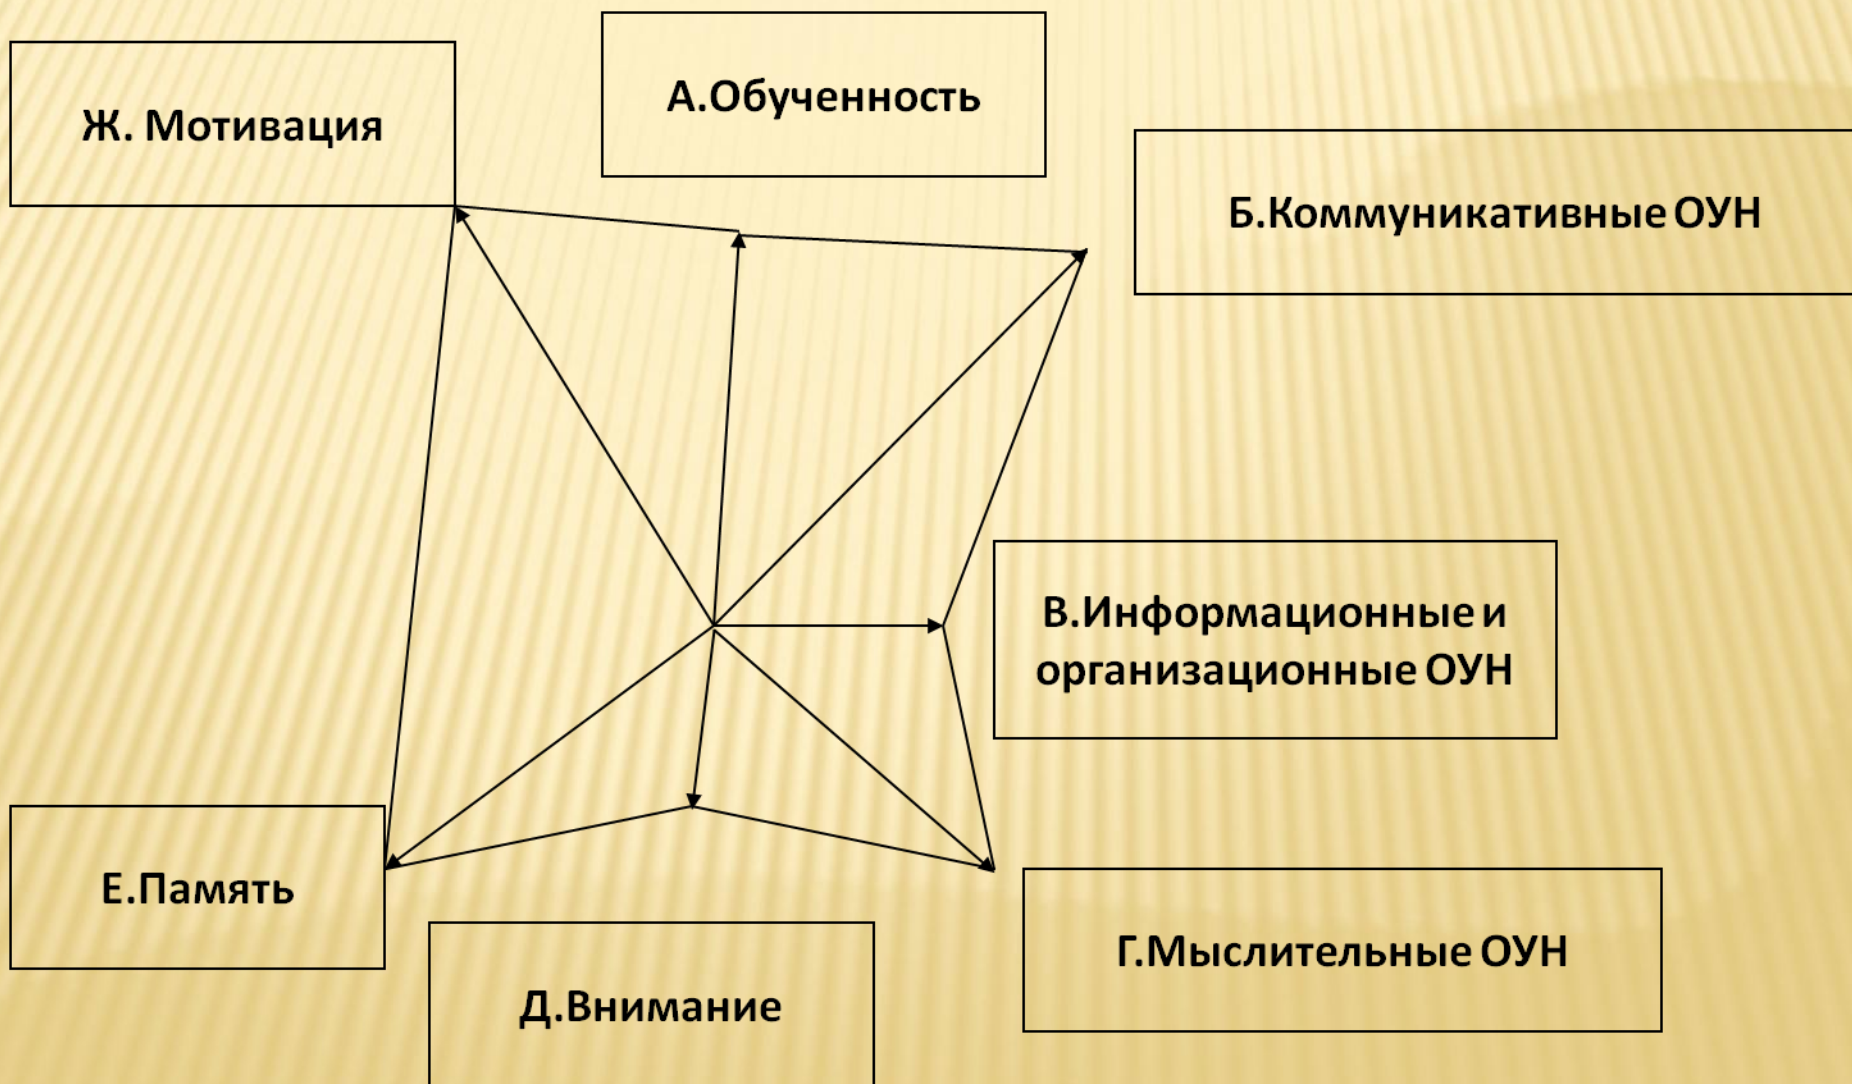 Ж. Мотивация
А.Обученность
Б.Коммуникативные ОУН
В.Информационные и
организационные ОУН
Г.Мыслительные ОУН
Д.Внимание
Е.Память